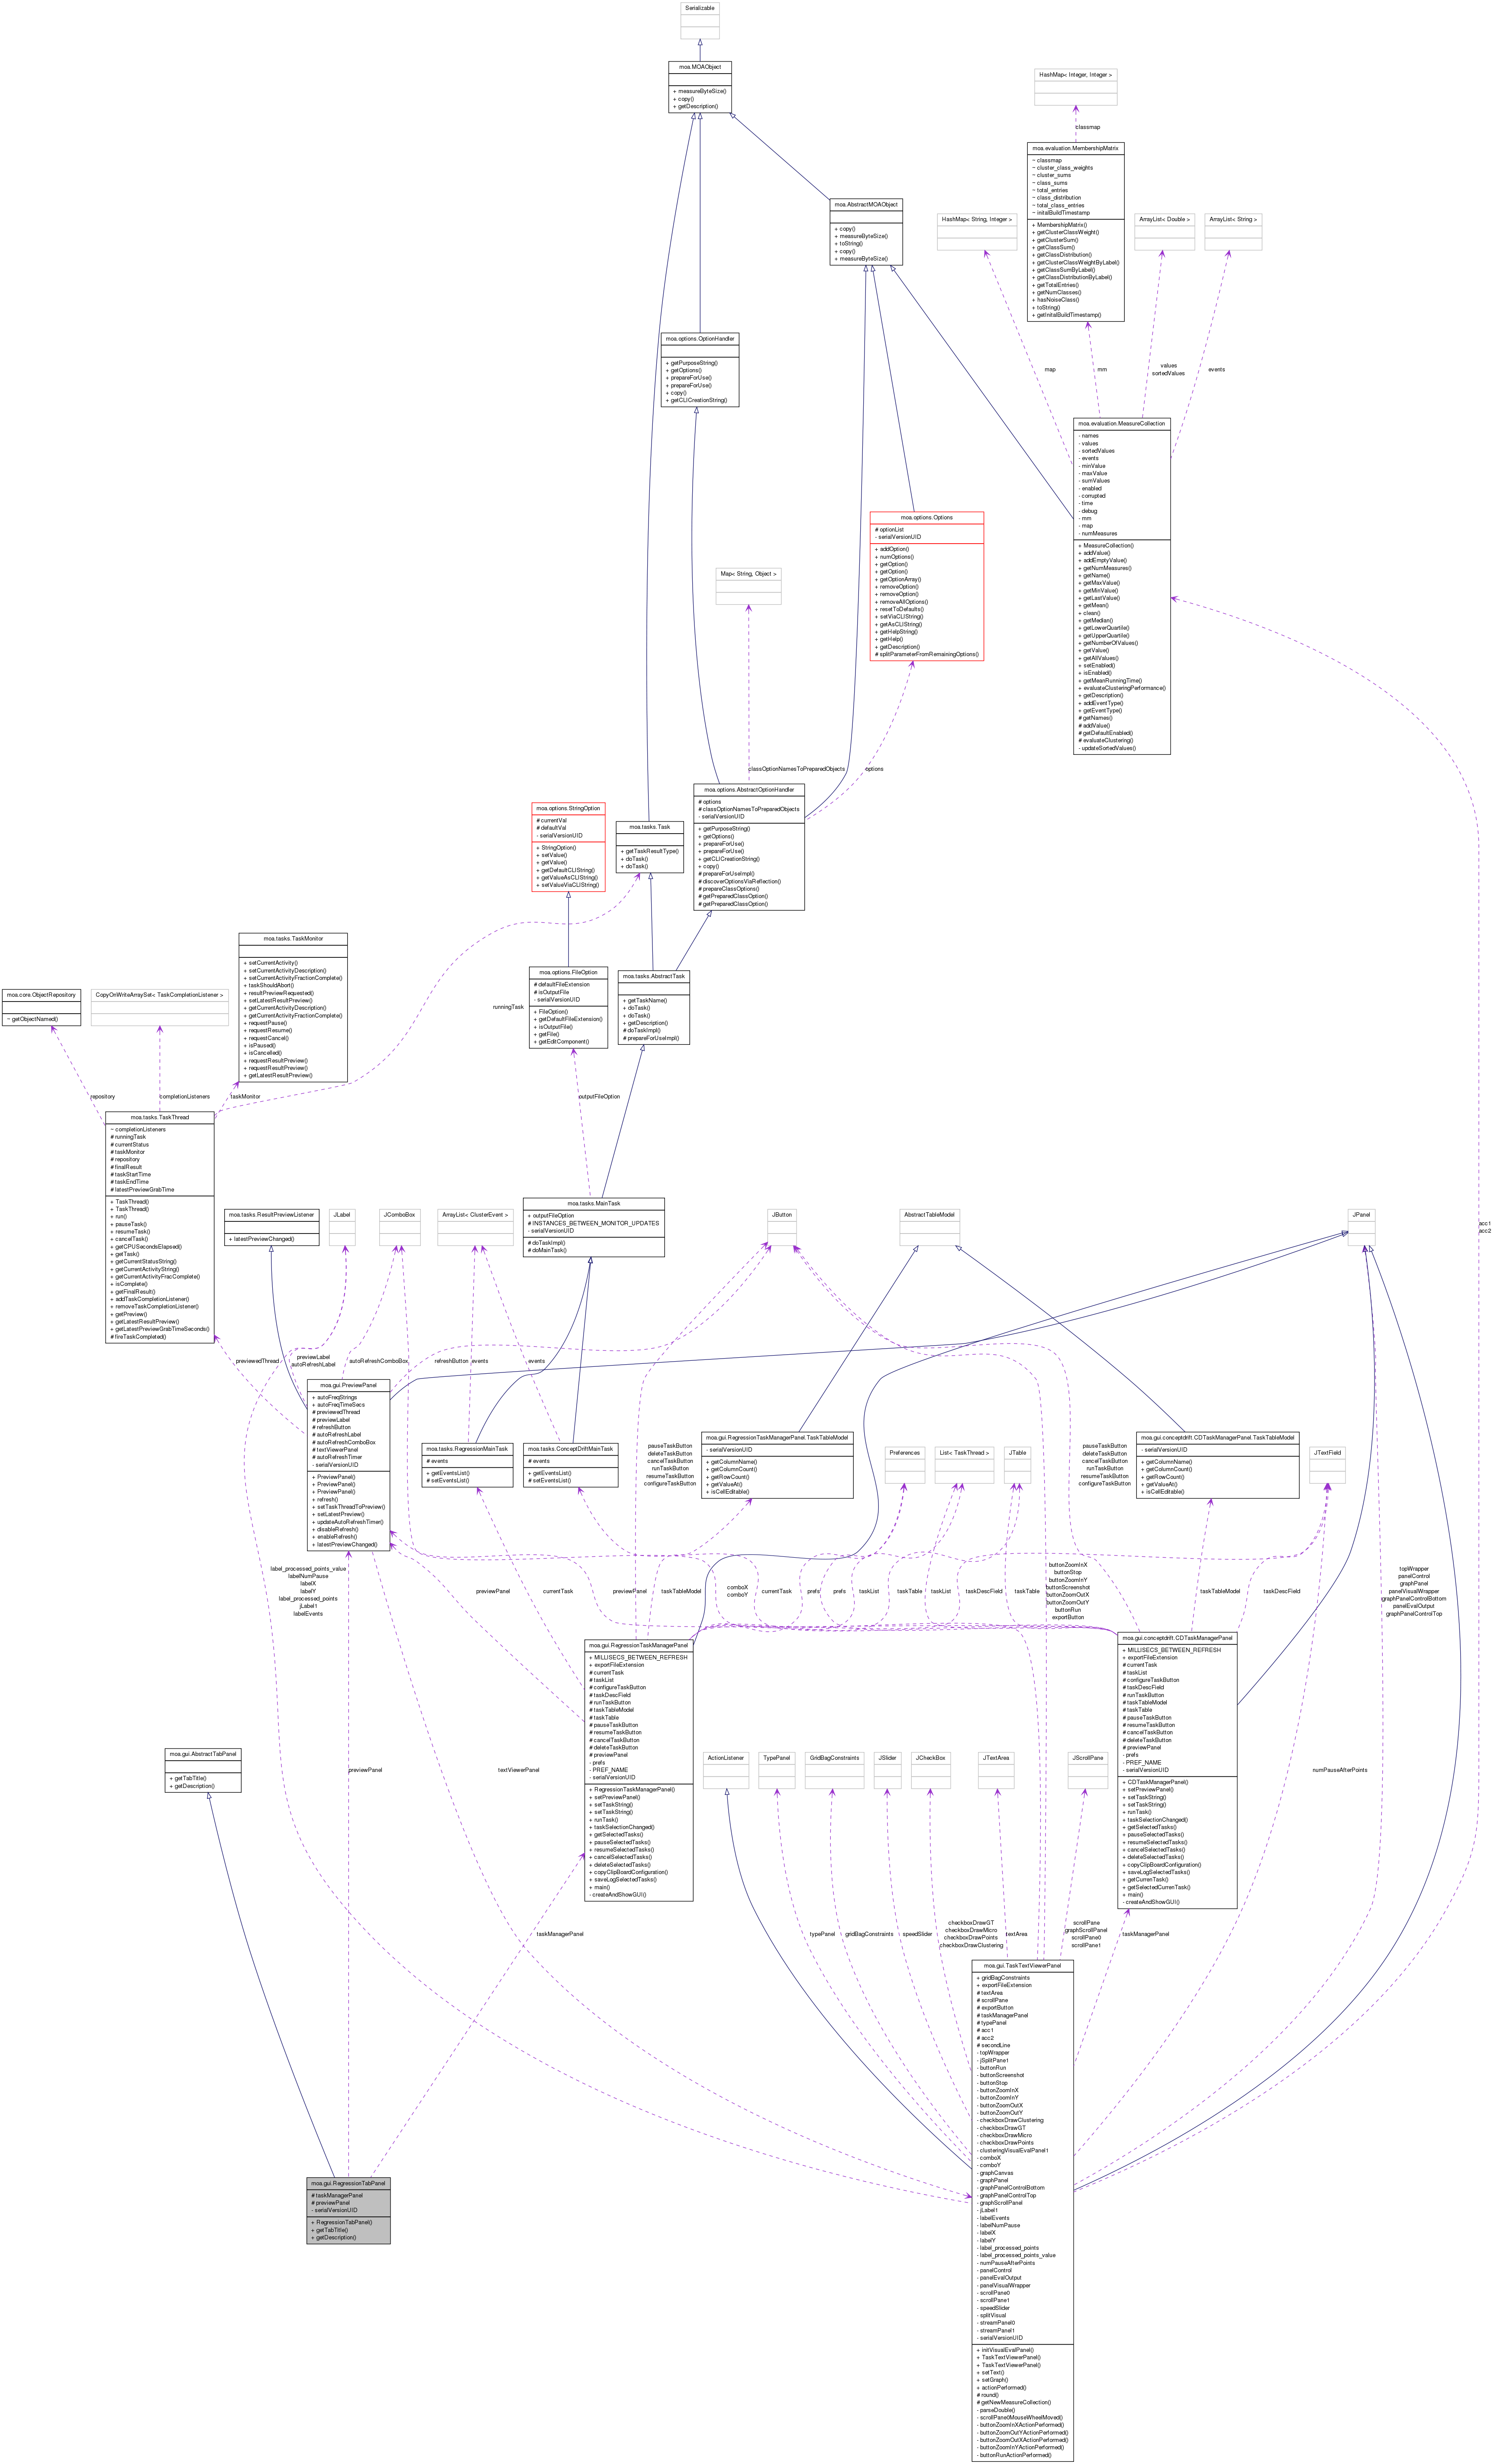 Serializable
moa.MOAObject
+ measureByteSize()
+ copy()
+ getDescription()
HashMap< Integer, Integer >
classmap
moa.evaluation.MembershipMatrix
~ classmap
~ cluster_class_weights
~ cluster_sums
~ class_sums
~ total_entries
~ class_distribution
~ total_class_entries
~ initalBuildTimestamp
+ MembershipMatrix()
+ getClusterClassWeight()
+ getClusterSum()
+ getClassSum()
+ getClassDistribution()
+ getClusterClassWeightByLabel()
+ getClassSumByLabel()
+ getClassDistributionByLabel()
+ getTotalEntries()
+ getNumClasses()
+ hasNoiseClass()
+ toString()
+ getInitalBuildTimestamp()
moa.AbstractMOAObject
+ copy()
+ measureByteSize()
+ toString()
+ copy()
+ measureByteSize()
HashMap< String, Integer >
ArrayList< Double >
ArrayList< String >
map
mm
values
sortedValues
events
moa.options.OptionHandler
+ getPurposeString()
+ getOptions()
+ prepareForUse()
+ prepareForUse()
+ copy()
+ getCLICreationString()
moa.evaluation.MeasureCollection
- names
- values
- sortedValues
- events
- minValue
- maxValue
- sumValues
- enabled
- corrupted
- time
- debug
- mm
- map
- numMeasures
+ MeasureCollection()
+ addValue()
+ addEmptyValue()
+ getNumMeasures()
+ getName()
+ getMaxValue()
+ getMinValue()
+ getLastValue()
+ getMean()
+ clean()
+ getMedian()
+ getLowerQuartile()
+ getUpperQuartile()
+ getNumberOfValues()
+ getValue()
+ getAllValues()
+ setEnabled()
+ isEnabled()
+ getMeanRunningTime()
+ evaluateClusteringPerformance()
+ getDescription()
+ addEventType()
+ getEventType()
# getNames()
# addValue()
# getDefaultEnabled()
# evaluateClustering()
- updateSortedValues()
moa.options.Options
# optionList
- serialVersionUID
+ addOption()
+ numOptions()
+ getOption()
+ getOption()
+ getOptionArray()
+ removeOption()
+ removeOption()
+ removeAllOptions()
+ resetToDefaults()
+ setViaCLIString()
+ getAsCLIString()
+ getHelpString()
+ getHelp()
+ getDescription()
# splitParameterFromRemainingOptions()
Map< String, Object >
classOptionNamesToPreparedObjects
options
moa.options.AbstractOptionHandler
# options
# classOptionNamesToPreparedObjects
- serialVersionUID
+ getPurposeString()
+ getOptions()
+ prepareForUse()
+ prepareForUse()
+ getCLICreationString()
+ copy()
# prepareForUseImpl()
# discoverOptionsViaReflection()
# prepareClassOptions()
# getPreparedClassOption()
# getPreparedClassOption()
moa.options.StringOption
# currentVal
# defaultVal
- serialVersionUID
+ StringOption()
+ setValue()
+ getValue()
+ getDefaultCLIString()
+ getValueAsCLIString()
+ setValueViaCLIString()
moa.tasks.Task
+ getTaskResultType()
+ doTask()
+ doTask()
moa.tasks.TaskMonitor
+ setCurrentActivity()
+ setCurrentActivityDescription()
+ setCurrentActivityFractionComplete()
+ taskShouldAbort()
+ resultPreviewRequested()
+ setLatestResultPreview()
+ getCurrentActivityDescription()
+ getCurrentActivityFractionComplete()
+ requestPause()
+ requestResume()
+ requestCancel()
+ isPaused()
+ isCancelled()
+ requestResultPreview()
+ requestResultPreview()
+ getLatestResultPreview()
moa.core.ObjectRepository
~ getObjectNamed()
CopyOnWriteArraySet< TaskCompletionListener >
runningTask
moa.options.FileOption
# defaultFileExtension
# isOutputFile
- serialVersionUID
+ FileOption()
+ getDefaultFileExtension()
+ isOutputFile()
+ getFile()
+ getEditComponent()
moa.tasks.AbstractTask
+ getTaskName()
+ doTask()
+ doTask()
+ getDescription()
# doTaskImpl()
# prepareForUseImpl()
repository
completionListeners
taskMonitor
outputFileOption
moa.tasks.TaskThread
~ completionListeners
# runningTask
# currentStatus
# taskMonitor
# repository
# finalResult
# taskStartTime
# taskEndTime
# latestPreviewGrabTime
+ TaskThread()
+ TaskThread()
+ run()
+ pauseTask()
+ resumeTask()
+ cancelTask()
+ getCPUSecondsElapsed()
+ getTask()
+ getCurrentStatusString()
+ getCurrentActivityString()
+ getCurrentActivityFracComplete()
+ isComplete()
+ getFinalResult()
+ addTaskCompletionListener()
+ removeTaskCompletionListener()
+ getPreview()
+ getLatestResultPreview()
+ getLatestPreviewGrabTimeSeconds()
# fireTaskCompleted()
moa.tasks.ResultPreviewListener
+ latestPreviewChanged()
JLabel
JComboBox
ArrayList< ClusterEvent >
moa.tasks.MainTask
+ outputFileOption
# INSTANCES_BETWEEN_MONITOR_UPDATES
- serialVersionUID
# doTaskImpl()
# doMainTask()
JButton
AbstractTableModel
JPanel
acc1
acc2
previewedThread
previewLabel
autoRefreshLabel
autoRefreshComboBox
refreshButton
events
events
moa.gui.PreviewPanel
+ autoFreqStrings
+ autoFreqTimeSecs
# previewedThread
# previewLabel
# refreshButton
# autoRefreshLabel
# autoRefreshComboBox
# textViewerPanel
# autoRefreshTimer
- serialVersionUID
+ PreviewPanel()
+ PreviewPanel()
+ PreviewPanel()
+ refresh()
+ setTaskThreadToPreview()
+ setLatestPreview()
+ updateAutoRefreshTimer()
+ disableRefresh()
+ enableRefresh()
+ latestPreviewChanged()
moa.tasks.RegressionMainTask
# events
+ getEventsList()
# setEventsList()
moa.tasks.ConceptDriftMainTask
# events
+ getEventsList()
# setEventsList()
pauseTaskButton
deleteTaskButton
cancelTaskButton
runTaskButton
resumeTaskButton
configureTaskButton
moa.gui.RegressionTaskManagerPanel.TaskTableModel
- serialVersionUID
+ getColumnName()
+ getColumnCount()
+ getRowCount()
+ getValueAt()
+ isCellEditable()
Preferences
List< TaskThread >
JTable
pauseTaskButton
deleteTaskButton
cancelTaskButton
runTaskButton
resumeTaskButton
configureTaskButton
moa.gui.conceptdrift.CDTaskManagerPanel.TaskTableModel
- serialVersionUID
+ getColumnName()
+ getColumnCount()
+ getRowCount()
+ getValueAt()
+ isCellEditable()
JTextField
label_processed_points_value
labelNumPause
labelX
labelY
label_processed_points
jLabel1
labelEvents
previewPanel
currentTask
previewPanel
taskTableModel
comboX
comboY
currentTask
prefs
prefs
taskList
taskTable
taskList
taskDescField
taskTable
buttonZoomInX
buttonStop
buttonZoomInY
buttonScreenshot
buttonZoomOutX
buttonZoomOutY
buttonRun
exportButton
taskTableModel
taskDescField
topWrapper
panelControl
graphPanel
panelVisualWrapper
graphPanelControlBottom
panelEvalOutput
graphPanelControlTop
moa.gui.RegressionTaskManagerPanel
+ MILLISECS_BETWEEN_REFRESH
+ exportFileExtension
# currentTask
# taskList
# configureTaskButton
# taskDescField
# runTaskButton
# taskTableModel
# taskTable
# pauseTaskButton
# resumeTaskButton
# cancelTaskButton
# deleteTaskButton
# previewPanel
- prefs
- PREF_NAME
- serialVersionUID
+ RegressionTaskManagerPanel()
+ setPreviewPanel()
+ setTaskString()
+ setTaskString()
+ runTask()
+ taskSelectionChanged()
+ getSelectedTasks()
+ pauseSelectedTasks()
+ resumeSelectedTasks()
+ cancelSelectedTasks()
+ deleteSelectedTasks()
+ copyClipBoardConfiguration()
+ saveLogSelectedTasks()
+ main()
- createAndShowGUI()
moa.gui.conceptdrift.CDTaskManagerPanel
+ MILLISECS_BETWEEN_REFRESH
+ exportFileExtension
# currentTask
# taskList
# configureTaskButton
# taskDescField
# runTaskButton
# taskTableModel
# taskTable
# pauseTaskButton
# resumeTaskButton
# cancelTaskButton
# deleteTaskButton
# previewPanel
- prefs
- PREF_NAME
- serialVersionUID
+ CDTaskManagerPanel()
+ setPreviewPanel()
+ setTaskString()
+ setTaskString()
+ runTask()
+ taskSelectionChanged()
+ getSelectedTasks()
+ pauseSelectedTasks()
+ resumeSelectedTasks()
+ cancelSelectedTasks()
+ deleteSelectedTasks()
+ copyClipBoardConfiguration()
+ saveLogSelectedTasks()
+ getCurrenTask()
+ getSelectedCurrenTask()
+ main()
- createAndShowGUI()
moa.gui.AbstractTabPanel
+ getTabTitle()
+ getDescription()
previewPanel
textViewerPanel
ActionListener
TypePanel
GridBagConstraints
JSlider
JCheckBox
JTextArea
JScrollPane
numPauseAfterPoints
taskManagerPanel
typePanel
gridBagConstraints
speedSlider
checkboxDrawGT
checkboxDrawMicro
checkboxDrawPoints
checkboxDrawClustering
textArea
scrollPane
graphScrollPanel
scrollPane0
scrollPane1
taskManagerPanel
moa.gui.TaskTextViewerPanel
+ gridBagConstraints
+ exportFileExtension
# textArea
# scrollPane
# exportButton
# taskManagerPanel
# typePanel
# acc1
# acc2
# secondLine
- topWrapper
- jSplitPane1
- buttonRun
- buttonScreenshot
- buttonStop
- buttonZoomInX
- buttonZoomInY
- buttonZoomOutX
- buttonZoomOutY
- checkboxDrawClustering
- checkboxDrawGT
- checkboxDrawMicro
- checkboxDrawPoints
- clusteringVisualEvalPanel1
- comboX
- comboY
- graphCanvas
- graphPanel
- graphPanelControlBottom
- graphPanelControlTop
- graphScrollPanel
- jLabel1
- labelEvents
- labelNumPause
- labelX
- labelY
- label_processed_points
- label_processed_points_value
- numPauseAfterPoints
- panelControl
- panelEvalOutput
- panelVisualWrapper
- scrollPane0
- scrollPane1
- speedSlider
- splitVisual
- streamPanel0
- streamPanel1
- serialVersionUID
+ initVisualEvalPanel()
+ TaskTextViewerPanel()
+ TaskTextViewerPanel()
+ setText()
+ setGraph()
+ actionPerformed()
# round()
# getNewMeasureCollection()
- parseDouble()
- scrollPane0MouseWheelMoved()
- buttonZoomInXActionPerformed()
- buttonZoomOutYActionPerformed()
- buttonZoomOutXActionPerformed()
- buttonZoomInYActionPerformed()
- buttonRunActionPerformed()
moa.gui.RegressionTabPanel
# taskManagerPanel
# previewPanel
- serialVersionUID
+ RegressionTabPanel()
+ getTabTitle()
+ getDescription()